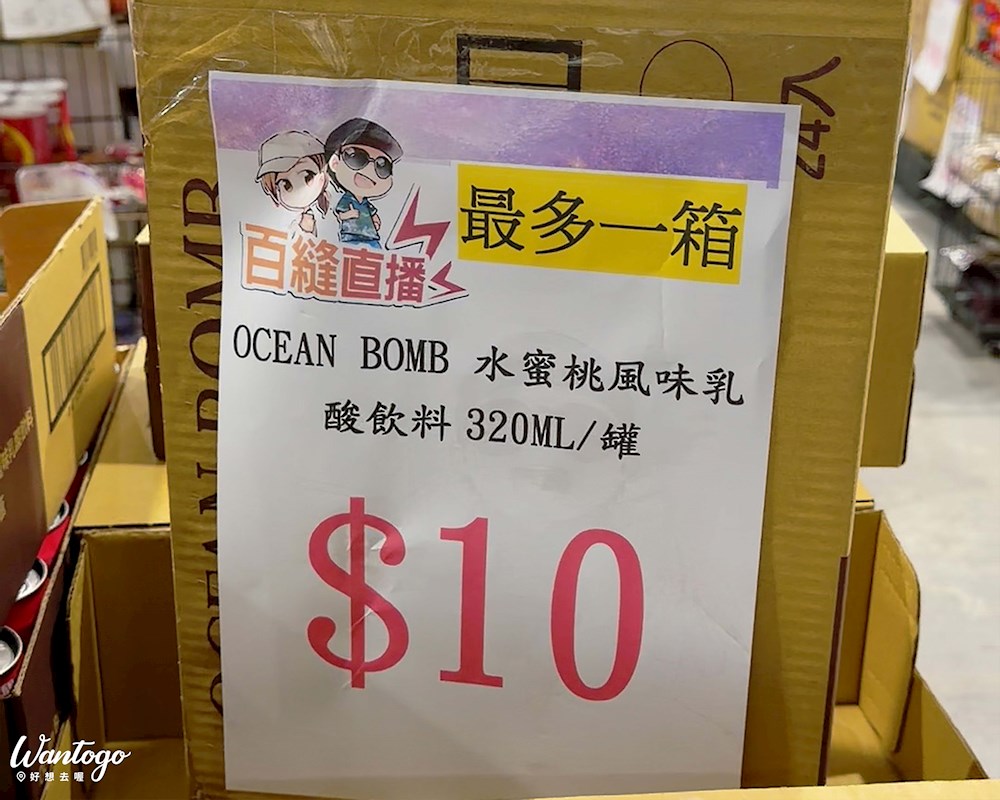 最多一箱
百縫直播
OCEAN BOMB 水蜜桃風味乳
酸飲料 320ML/罐
$10
OCEAN BOMB
Wantogo
好想去喔